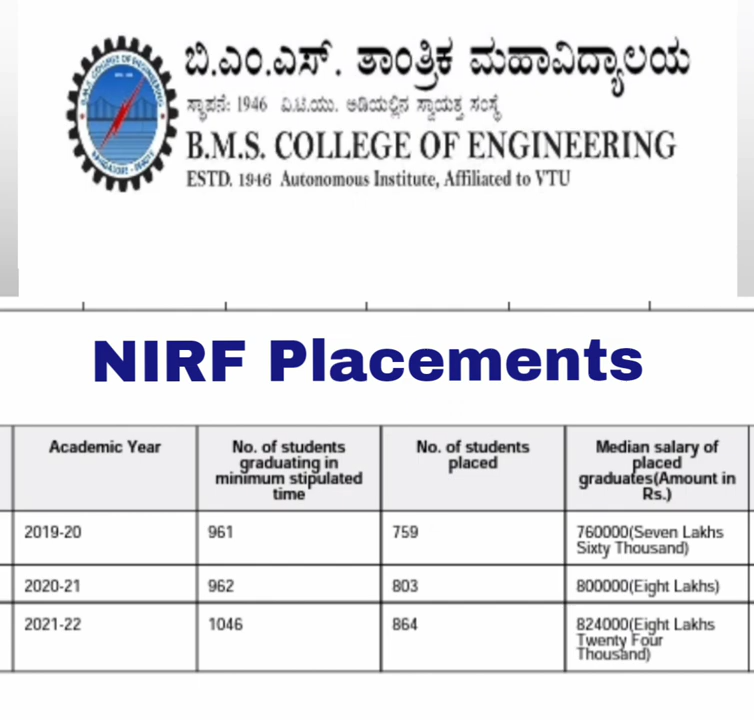 ಬಿ.ಎಂ.ಎಸ್. ತಾಂತ್ರಿಕ ಮಹಾವಿದ್ಯಾಲಯ
ಸ್ಥಾಪನೆ: 1946 ವಿ.ಟಿ.ಯು. ಅಡಿಯಲ್ಲಿನ ಸ್ವಾಯತ್ತ ಸಂಸ್ಥೆ
B.M.S. COLLEGE OF ENGINEERING
ESTD. 1946 Autonomous Institute, Affiliated to VTU
B.M.S. COLLEGE OF ENGINEERING
NIRF Placements
Academic Year
No. of students
graduating in
minimum stipulated
time
No. of students
placed
Median salary of
placed
graduates(Amount in
Rs.)
2019-20
961
759
760000(Seven Lakhs
Sixty Thousand)
2020-21
962
803
800000(Eight Lakhs)
2021-22
1046
864
824000(Eight Lakhs
Twenty Four
Thousand)